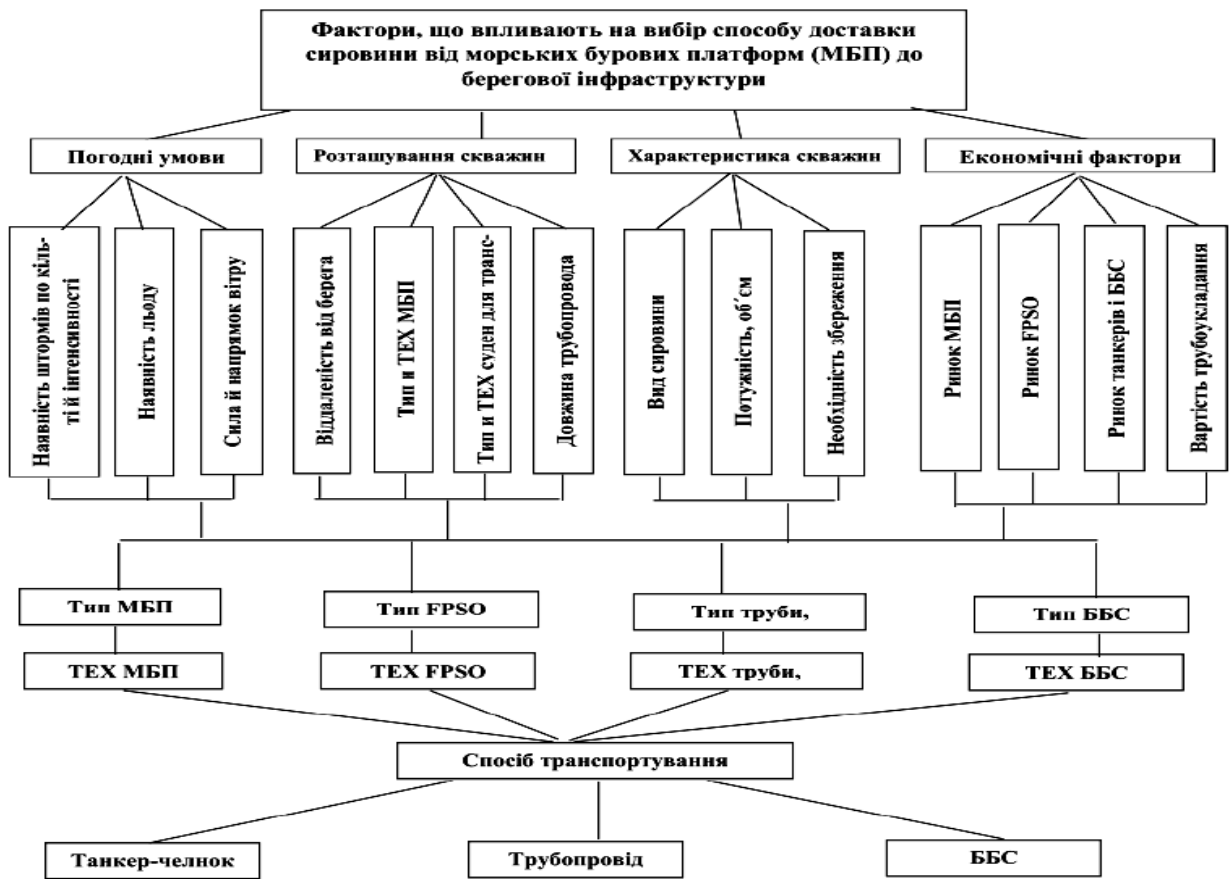 Фактори, що впливають на вибір способу доставки
сировини від морських бурових платформ (МБП) до
берегової інфраструктури
Погодні умови
Розташування скважин
Характеристика скважин
Економічні фактори
Наявність штормів по кіль-
ті й інтенсивності
Наявність льоду
Сила й напрямок вітру
Віддаленість від берега
Тип и ТЕХ МБП
Тип и ТЕХ суден для транс-
Довжина трубопровода
Вид сировини
Потужність, об´єм
Необхідність збереження
Ринок МБП
Ринок FPSO
Ринок танкерів і ББС
Вартість трубоукладання
Тип МБП
Тип FPSO
Тип труби,
Тип ББС
ТЕХ МБП
ТЕХ FPSO
ТЕХ труби,
ТЕХ ББС
Спосіб транспортування
Танкер-челнок
Трубопровід
ББС